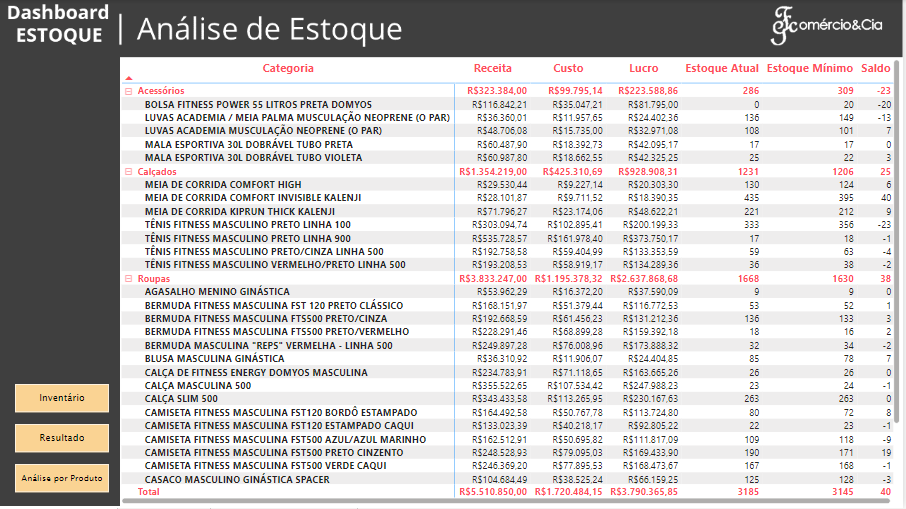 Dashboard
ESTOQUE
Análise de Estoque
Comércio&Cia
Categoria Receita Custo Lucro Estoque Atual Estoque Mínimo Saldo
Acessórios R$323.384,00 R$99.795,14 R$223.588,86 286 309 -23
BOLSA FITNESS POWER 55 LITROS PRETA DOMYOS R$116.842,21 R$35.047,21 R$81.795,00 0 20 -20
LUVAS ACADEMIA / MEIA PALMA MUSCULAÇÃO NEOPRENE (O PAR) R$36.360,01 R$11.957,65 R$24.402,36 136 149 -13
LUVAS ACADEMIA MUSCULAÇÃO NEOPRENE (O PAR) R$48.706,08 R$15.735,00 R$32.971,08 108 101 7
MALA ESPORTIVA 30L DOBRÁVEL TUBO PRETA R$60.487,90 R$18.392,73 R$42.095,17 17 17 0
MALA ESPORTIVA 30L DOBRÁVEL TUBO VIOLETA R$60.987,80 R$18.662,55 R$42.325,25 25 22 3
Calçados R$1.354.219,00 R$425.310,69 R$928.908,31 1231 1206 25
MEIA DE CORRIDA COMFORT HIGH R$29.530,44 R$9.227,14 R$20.303,30 130 124 6
MEIA DE CORRIDA COMFORT INVISIBLE KALENJI R$28.101,87 R$9.711,52 R$18.390,35 435 395 40
MEIA DE CORRIDA KIPRUN THICK KALENJI R$71.796,27 R$23.174,06 R$48.622,21 221 212 9
TÊNIS FITNESS MASCULINO PRETO LINHA 100 R$303.094,74 R$102.895,41 R$200.199,33 333 356 -23
TÊNIS FITNESS MASCULINO PRETO LINHA 900 R$535.728,57 R$161.978,40 R$373.750,17 17 18 -1
TÊNIS FITNESS MASCULINO PRETO/CINZA LINHA 500 R$192.758,58 R$59.404,99 R$133.353,59 59 63 -4
TÊNIS FITNESS MASCULINO VERMELHO/PRETO LINHA 500 R$193.208,53 R$58.919,17 R$134.289,36 36 38 -2
Roupas R$3.833.247,00 R$1.195.378,32 R$2.637.868,68 1668 1630 38
AGASALHO MENINO GINÁSTICA R$53.962,29 R$16.372,20 R$37.590,09 9 9 0
BERMUDA FITNESS MASCULINA FST 120 PRETO CLÁSSICO R$168.151,97 R$51.379,44 R$116.772,53 53 52 1
BERMUDA FITNESS MASCULINA FTS500 PRETO/CINZA R$192.668,59 R$61.456,23 R$131.212,36 136 133 3
BERMUDA FITNESS MASCULINA FTS500 PRETO/VERMELHO R$228.291,46 R$68.899,28 R$159.392,18 18 16 2
BERMUDA MASCULINA "REPS" VERMELHA - LINHA 500 R$249.897,28 R$76.008,96 R$173.888,32 32 34 -2
BLUSA MASCULINA GINÁSTICA R$36.310,92 R$11.906,07 R$24.404,85 85 78 7
CALÇA DE FITNESS ENERGY DOMYOS MASCULINA R$234.783,91 R$71.118,65 R$163.665,26 26 26 0
CALÇA MASCULINA 500 R$355.522,65 R$107.534,42 R$247.988,23 23 24 -1
CALÇA SLIM 500 R$343.433,58 R$113.265,95 R$230.167,63 263 263 0
CAMISETA FITNESS MASCULINA FST120 BORDÔ ESTAMPADO R$164.492,58 R$50.767,78 R$113.724,80 80 72 8
CAMISETA FITNESS MASCULINA FST120 ESTAMPADO CAQUI R$133.023,39 R$40.218,17 R$92.805,22 22 23 -1
CAMISETA FITNESS MASCULINA FST500 AZUL/AZUL MARINHO R$162.512,91 R$50.695,82 R$111.817,09 109 118 -9
CAMISETA FITNESS MASCULINA FST500 PRETO CINZENTO R$248.528,93 R$79.095,03 R$169.433,90 190 171 19
CAMISETA FITNESS MASCULINA FST500 VERDE CAQUI R$246.369,20 R$77.895,53 R$168.473,67 167 168 -1
CASACO MASCULINO GINÁSTICA SPACER R$104.684,49 R$38.525,24 R$66.159,25 125 128 -3
Total R$5.510.850,00 R$1.720.484,15 R$3.790.365,85 3185 3145 40
Inventário
Resultado
Análise por Produto